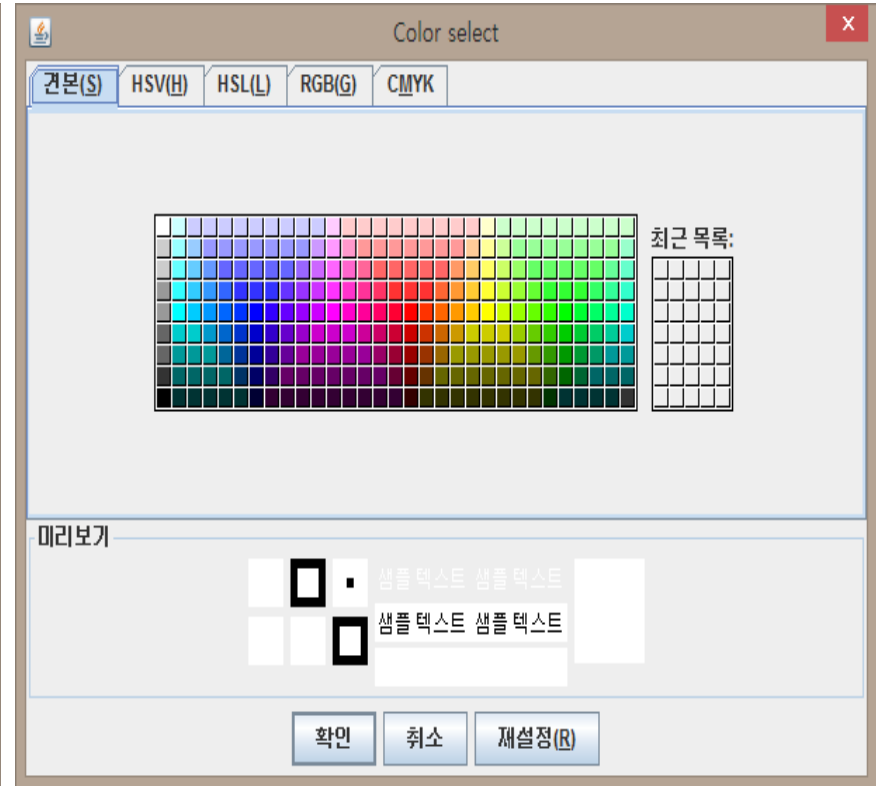 Color select
X
견본(S) HSV(H) HSL(L) RGB(G) CMYK
최근 목록:
미리보기
샘플 텍스트 샘플 텍스트
샘플 텍스트 샘플 텍스트
확인 취소 재설정(R)